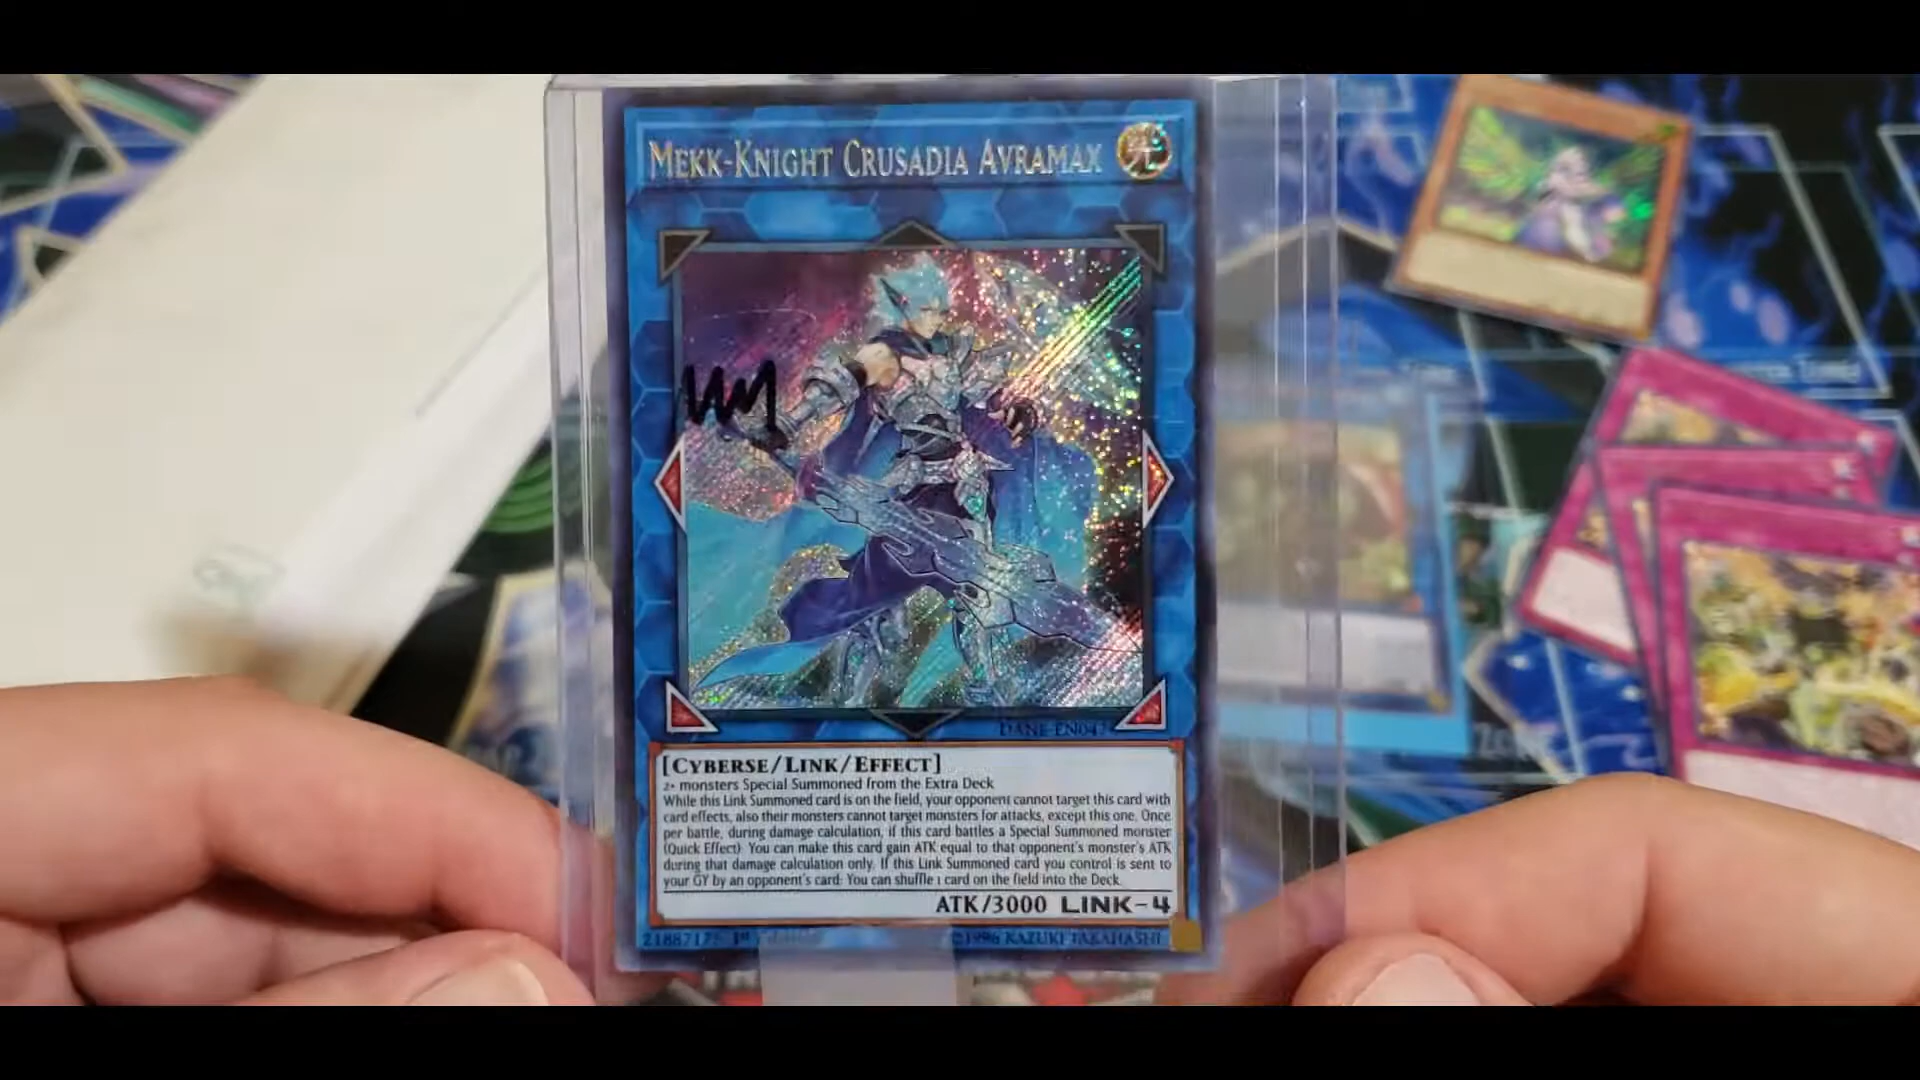 MEKK-KNIGHT CRUSADIA AVRAMAX
光
DANE-EN047
[CYBERSE/LINK/EFFECT]
2+ monsters Special Summoned from the Extra Deck
While this Link Summoned card is on the field, your opponent cannot target this card with
card effects, also their monsters cannot target monsters for attacks, except this one. Once
per battle, during damage calculation, if this card battles a Special Summoned monster
(Quick Effect): You can make this card gain ATK equal to that opponent's monster's ATK
during that damage calculation only. If this Link Summoned card you control is sent to
your GY by an opponent's card: You can shuffle 1 card on the field into the Deck.
ATK/3000 LINK-4
©1996 KAZUKI TAKAHASHI